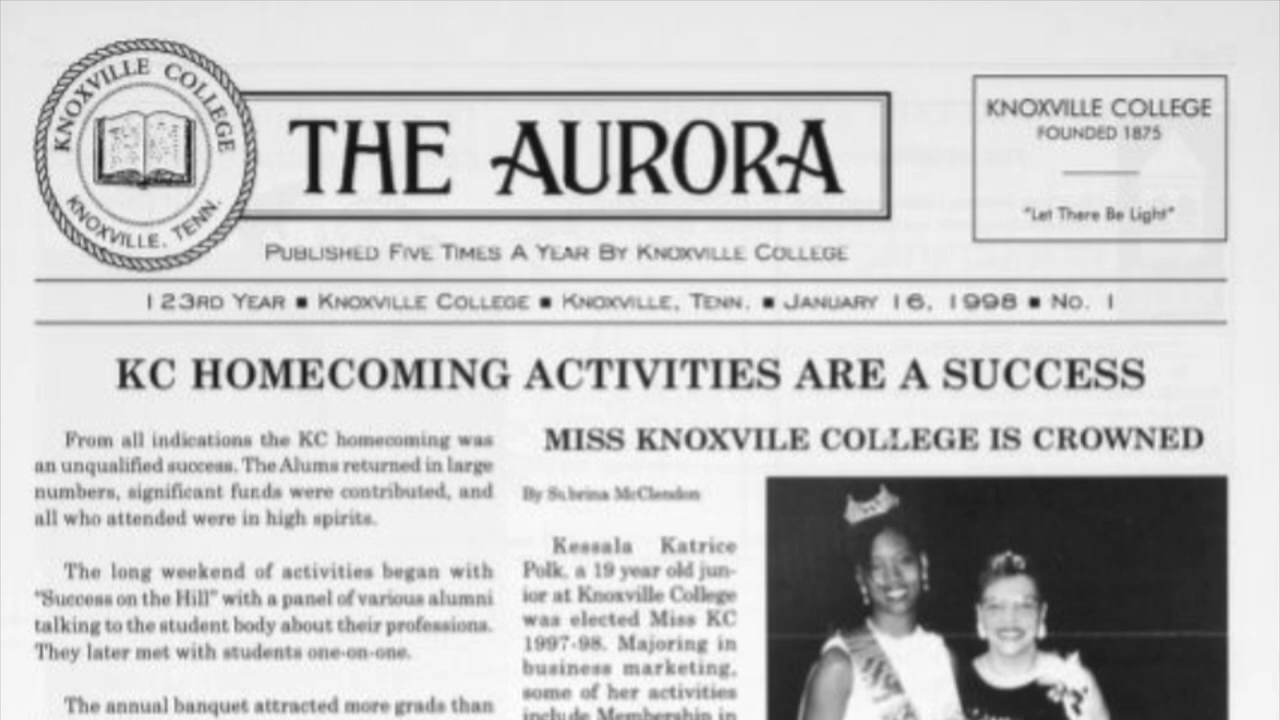 KNOXVILLE COLLEGE
KNOXVILLE, TENN.
THE AURORA
PUBLISHED FIVE TIMES A YEAR BY KNOXVILLE COLLEGE
KNOXVILLE COLLEGE
FOUNDED 1875
"Let There Be Light"
123RD YEAR ■ KNOXVILLE COLLEGE ■ KNOXVILLE, TENN. ■ JANUARY 16, 1998 ■ NO. 1
KC HOMECOMING ACTIVITIES ARE A SUCCESS
From all indications the KC homecoming was
an unqualified success. The Alums returned in large
numbers, significant funds were contributed, and
all who attended were in high spirits.
The long weekend of activities began with
"Success on the Hill" with a panel of various alumni
talking to the student body about their professions.
They later met with students one-on-one.
The annual banquet attracted more grads than
MISS KNOXVILE COLLEGE IS CROWNED
By Sabrina McClendon
Kessala Katrice
Polk, a 19 year old jun-
ior at Knoxville College
was elected Miss KC
1997-98. Majoring in
business marketing,
some of her activities
include Membership in